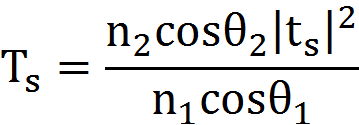 Tₛ = n₂cosθ₂|tₛ|² / n₁cosθ₁